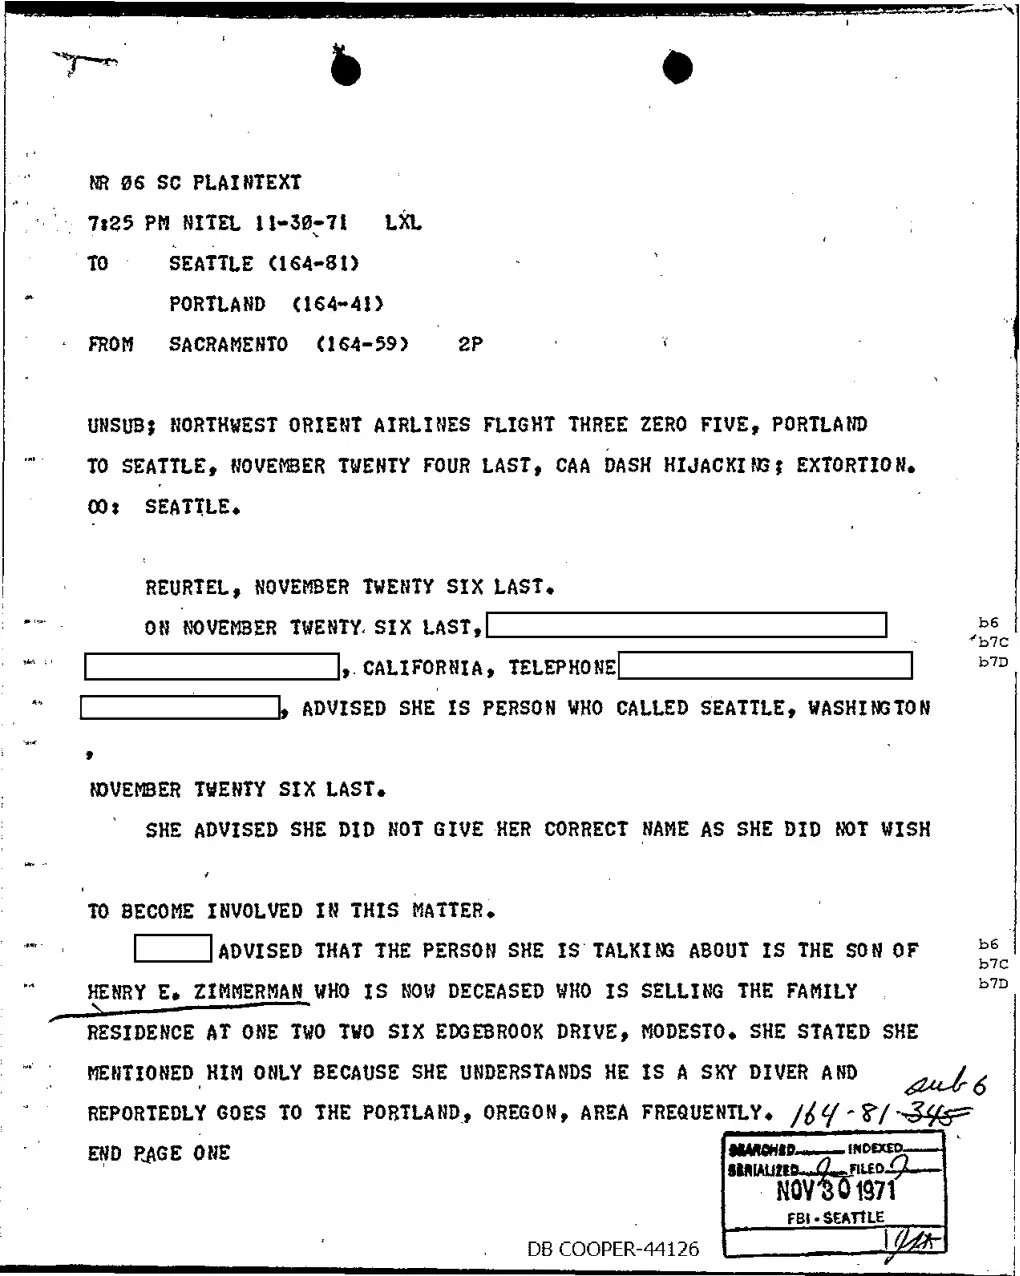 NR 06 SC PLAINTEXT
7:25 PM NITEL 11-30-71 LXL
TO SEATTLE (164-81)
PORTLAND (164-41)
FROM SACRAMENTO (164-59) 2P
UNSUB; NORTHWEST ORIENT AIRLINES FLIGHT THREE ZERO FIVE, PORTLAND
TO SEATTLE, NOVEMBER TWENTY FOUR LAST, CAA DASH HIJACKING; EXTORTION.
OO: SEATTLE.
REURTEL, NOVEMBER TWENTY SIX LAST.
ON NOVEMBER TWENTY SIX LAST, b6
b7C
, CALIFORNIA, TELEPHONE b7D
, ADVISED SHE IS PERSON WHO CALLED SEATTLE, WASHINGTON
,
NOVEMBER TWENTY SIX LAST.
SHE ADVISED SHE DID NOT GIVE HER CORRECT NAME AS SHE DID NOT WISH
TO BECOME INVOLVED IN THIS MATTER.
ADVISED THAT THE PERSON SHE IS TALKING ABOUT IS THE SON OF b6
b7C
HENRY E. ZIMMERMAN WHO IS NOW DECEASED WHO IS SELLING THE FAMILY b7D
RESIDENCE AT ONE TWO TWO SIX EDGEBROOK DRIVE, MODESTO. SHE STATED SHE
MENTIONED HIM ONLY BECAUSE SHE UNDERSTANDS HE IS A SKY DIVER AND
sub 6
REPORTEDLY GOES TO THE PORTLAND, OREGON, AREA FREQUENTLY. 164-81-345
END PAGE ONE
SEARCHED INDEXED
SERIALIZED FILED
NOV 30 1971
FBI - SEATTLE
DB COOPER-44126